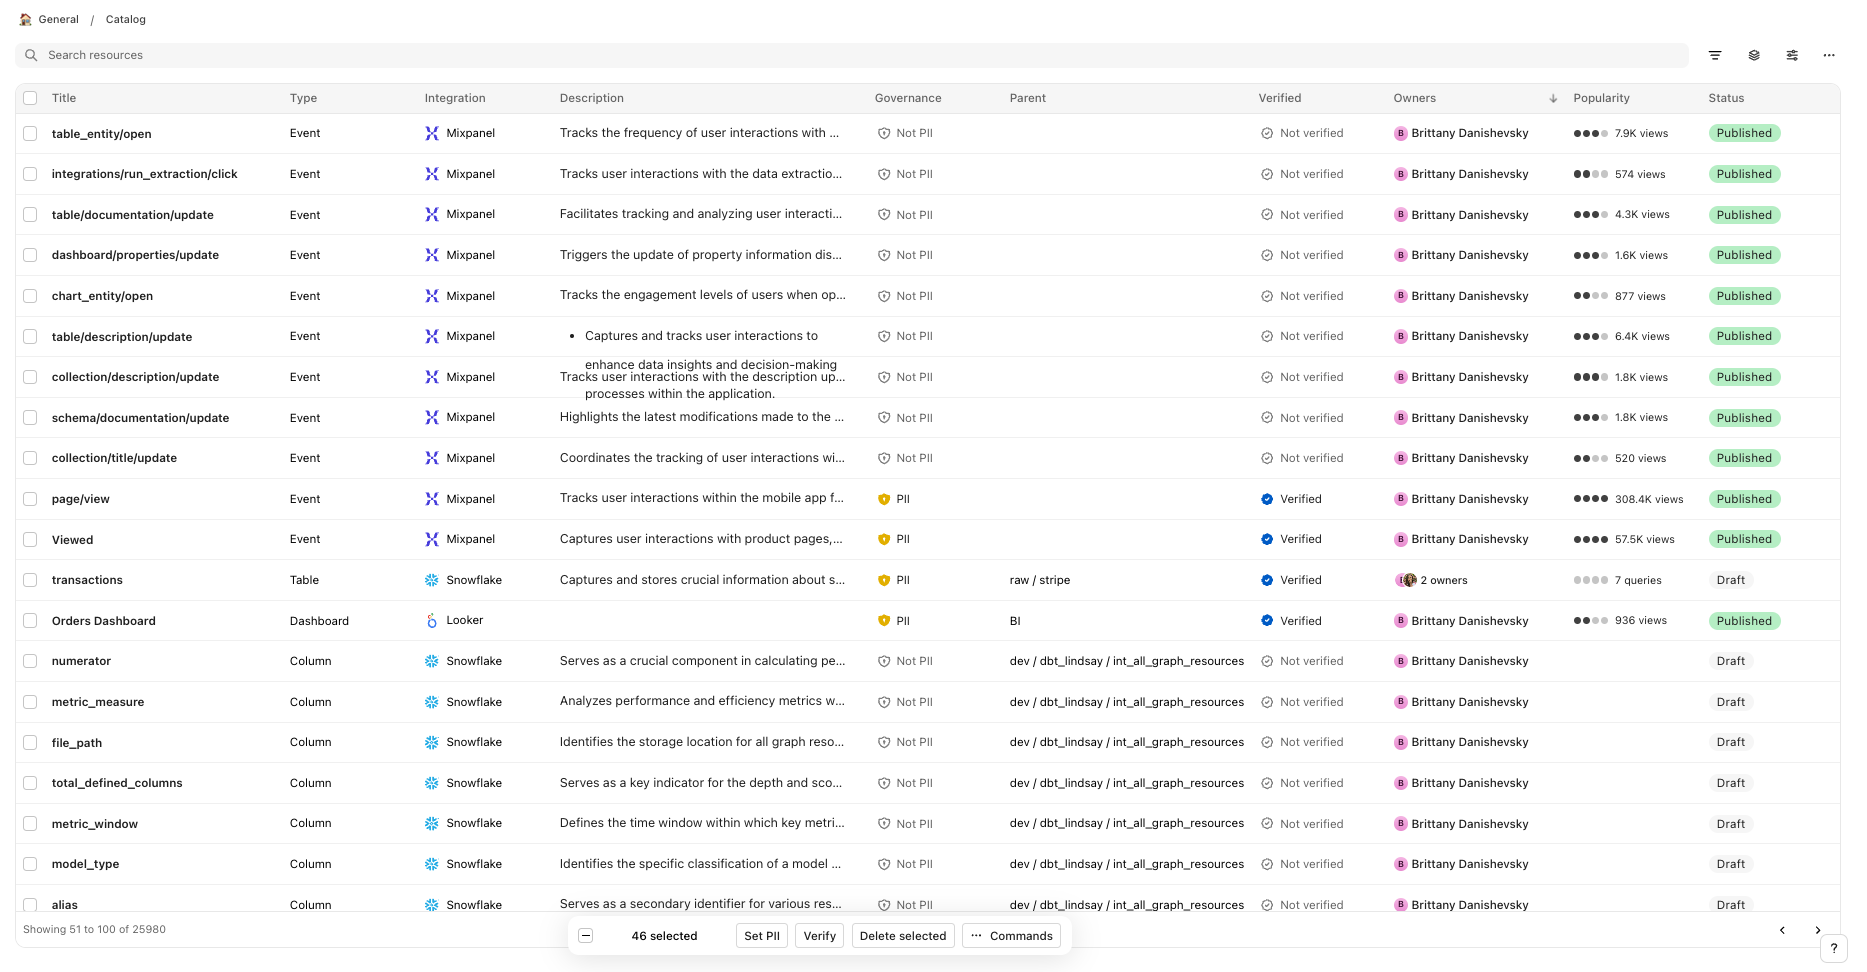 General / Catalog
Search resources
Title Type Integration Description Governance Parent Verified Owners Popularity Status
table_entity/open Event Mixpanel Tracks the frequency of user interactions with ... Not PII Not verified B Brittany Danishevsky 7.9K views Published
integrations/run_extraction/click Event Mixpanel Tracks user interactions with the data extractio... Not PII Not verified B Brittany Danishevsky 574 views Published
table/documentation/update Event Mixpanel Facilitates tracking and analyzing user interacti... Not PII Not verified B Brittany Danishevsky 4.3K views Published
dashboard/properties/update Event Mixpanel Triggers the update of property information dis... Not PII Not verified B Brittany Danishevsky 1.6K views Published
chart_entity/open Event Mixpanel Tracks the engagement levels of users when op... Not PII Not verified B Brittany Danishevsky 877 views Published
table/description/update Event Mixpanel • Captures and tracks user interactions to Not PII Not verified B Brittany Danishevsky 6.4K views Published
enhance data insights and decision-making
collection/description/update Event Mixpanel Tracks user interactions with the description up... Not PII Not verified B Brittany Danishevsky 1.8K views Published
processes within the application.
schema/documentation/update Event Mixpanel Highlights the latest modifications made to the ... Not PII Not verified B Brittany Danishevsky 1.8K views Published
collection/title/update Event Mixpanel Coordinates the tracking of user interactions wi... Not PII Not verified B Brittany Danishevsky 520 views Published
page/view Event Mixpanel Tracks user interactions within the mobile app f... PII Verified B Brittany Danishevsky 308.4K views Published
Viewed Event Mixpanel Captures user interactions with product pages,... PII Verified B Brittany Danishevsky 57.5K views Published
transactions Table Snowflake Captures and stores crucial information about s... PII raw / stripe Verified 2 owners 7 queries Draft
Orders Dashboard Dashboard Looker PII BI Verified B Brittany Danishevsky 936 views Published
numerator Column Snowflake Serves as a crucial component in calculating pe... Not PII dev / dbt_lindsay / int_all_graph_resources Not verified B Brittany Danishevsky Draft
metric_measure Column Snowflake Analyzes performance and efficiency metrics w... Not PII dev / dbt_lindsay / int_all_graph_resources Not verified B Brittany Danishevsky Draft
file_path Column Snowflake Identifies the storage location for all graph reso... Not PII dev / dbt_lindsay / int_all_graph_resources Not verified B Brittany Danishevsky Draft
total_defined_columns Column Snowflake Serves as a key indicator for the depth and sco... Not PII dev / dbt_lindsay / int_all_graph_resources Not verified B Brittany Danishevsky Draft
metric_window Column Snowflake Defines the time window within which key metri... Not PII dev / dbt_lindsay / int_all_graph_resources Not verified B Brittany Danishevsky Draft
model_type Column Snowflake Identifies the specific classification of a model ... Not PII dev / dbt_lindsay / int_all_graph_resources Not verified B Brittany Danishevsky Draft
alias Column Snowflake Serves as a secondary identifier for various res... Not PII dev / dbt_lindsay / int_all_graph_resources Not verified B Brittany Danishevsky Draft
Showing 51 to 100 of 25980
46 selected Set PII Verify Delete selected ... Commands
?